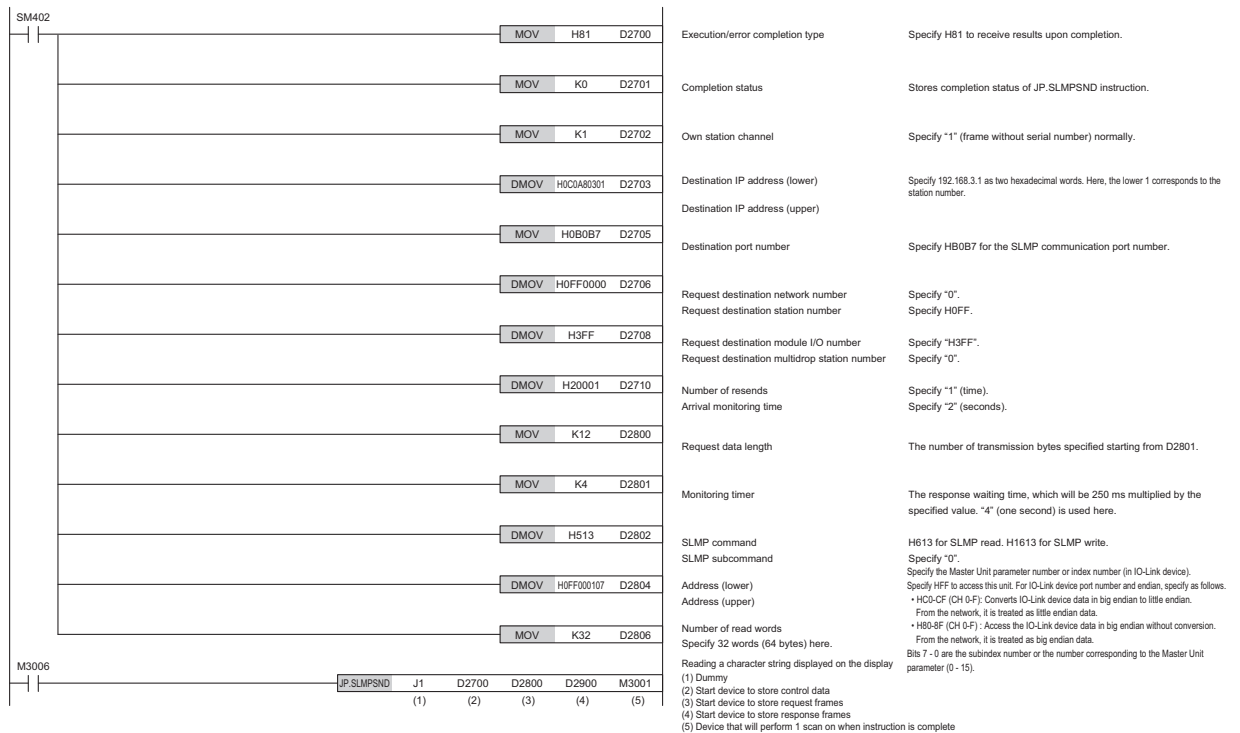 SM402
MOV H81 D2700 Execution/error completion type Specify H81 to receive results upon completion.
MOV K0 D2701 Completion status Stores completion status of JP.SLMPSND instruction.
MOV K1 D2702 Own station channel Specify “1” (frame without serial number) normally.
DMOV H0C0A80301 D2703 Destination IP address (lower) Specify 192.168.3.1 as two hexadecimal words. Here, the lower 1 corresponds to the
station number.
Destination IP address (upper)
MOV H0B0B7 D2705 Destination port number Specify HB0B7 for the SLMP communication port number.
DMOV H0FF0000 D2706 Request destination network number Specify “0”.
Request destination station number Specify H0FF.
DMOV H3FF D2708 Request destination module I/O number Specify “H3FF”.
Request destination multidrop station number Specify “0”.
DMOV H20001 D2710 Number of resends Specify “1” (time).
Arrival monitoring time Specify “2” (seconds).
MOV K12 D2800 Request data length The number of transmission bytes specified starting from D2801.
MOV K4 D2801 Monitoring timer The response waiting time, which will be 250 ms multiplied by the
specified value. “4” (one second) is used here.
DMOV H513 D2802 SLMP command H613 for SLMP read. H1613 for SLMP write.
SLMP subcommand Specify “0”.
Specify the Master Unit parameter number or index number (in IO-Link device).
DMOV H0FF000107 D2804 Address (lower) Specify HFF to access this unit. For IO-Link device port number and endian, specify as follows.
Address (upper) • HC0-CF (CH 0-F): Converts IO-Link device data in big endian to little endian.
From the network, it is treated as little endian data.
MOV K32 D2806 Number of read words • H80-8F (CH 0-F) : Access the IO-Link device data in big endian without conversion.
Specify 32 words (64 bytes) here. From the network, it is treated as big endian data.
Bits 7 - 0 are the subindex number or the number corresponding to the Master Unit
parameter (0 - 15).
M3006
JP.SLMPSND J1 D2700 D2800 D2900 M3001
(1) (2) (3) (4) (5)
Reading a character string displayed on the display
(1) Dummy
(2) Start device to store control data
(3) Start device to store request frames
(4) Start device to store response frames
(5) Device that will perform 1 scan on when instruction is complete